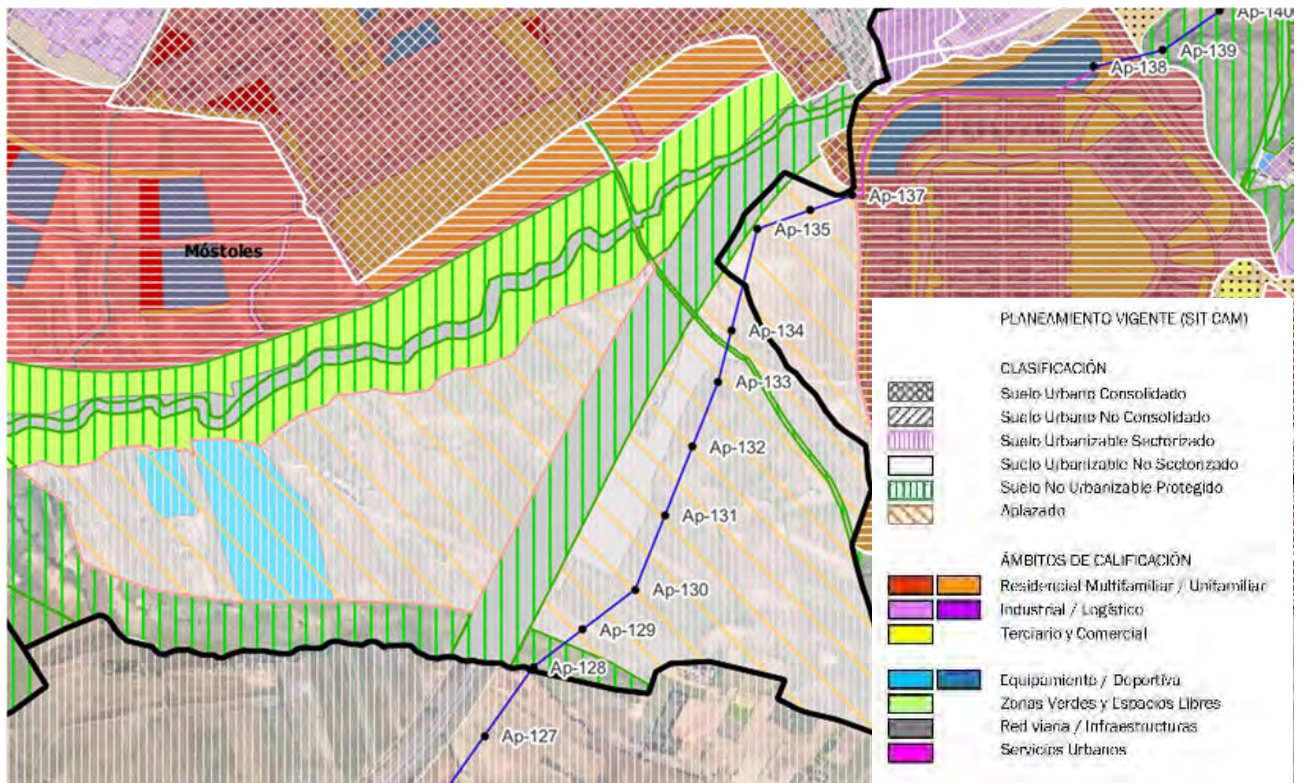 Ap-140
Ap-139
Ap-138
Móstoles
Ap-137
Ap-135
Ap-134
Ap-133
Ap-132
Ap-131
Ap-130
Ap-129
Ap-128
Ap-127
PLANEAMIENTO VIGENTE (SIT CAM)
CLASIFICACIÓN
Suelo Urbano Consolidado
Suelo Urbano No Consolidado
Suelo Urbanizable Sectorizado
Suelo Urbanizable No Sectorizado
Suelo No Urbanizable Protegido
Aplazado
ÁMBITOS DE CALIFICACIÓN
Residencial Multifamiliar / Unifamiliar
Industrial / Logístico
Terciario y Comercial
Equipamiento / Deportiva
Zonas Verdes y Espacios Libres
Red viaria / Infraestructuras
Servicios Urbanos